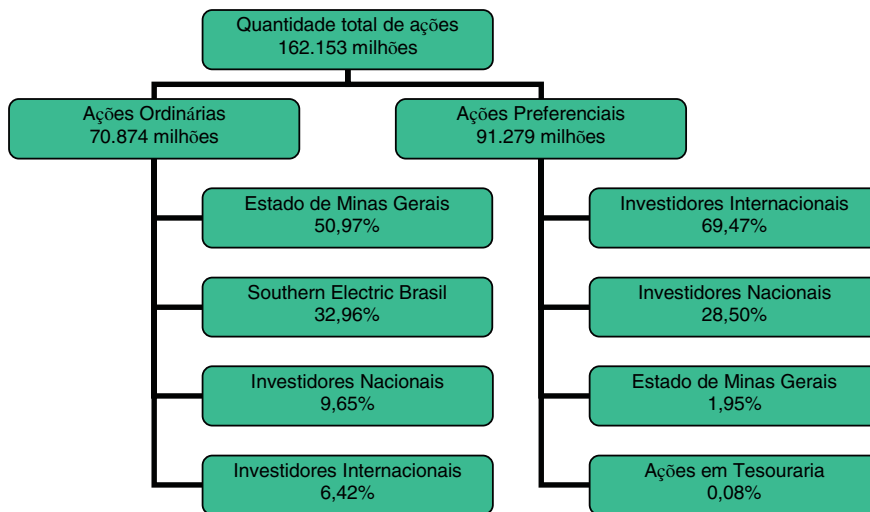 Quantidade total de ações
162.153 milhões
Ações Ordinárias
70.874 milhões
Ações Preferenciais
91.279 milhões
Estado de Minas Gerais
50,97%
Southern Electric Brasil
32,96%
Investidores Nacionais
9,65%
Investidores Internacionais
6,42%
Investidores Internacionais
69,47%
Investidores Nacionais
28,50%
Estado de Minas Gerais
1,95%
Ações em Tesouraria
0,08%